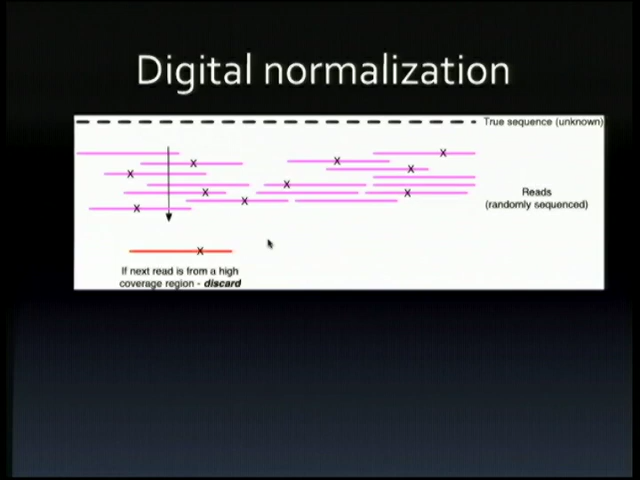 Digital normalization
True sequence (unknown)
X
X
X
X
X
X
X
X
X
X
Reads
(randomly sequenced)
X
If next read is from a high
coverage region - discard